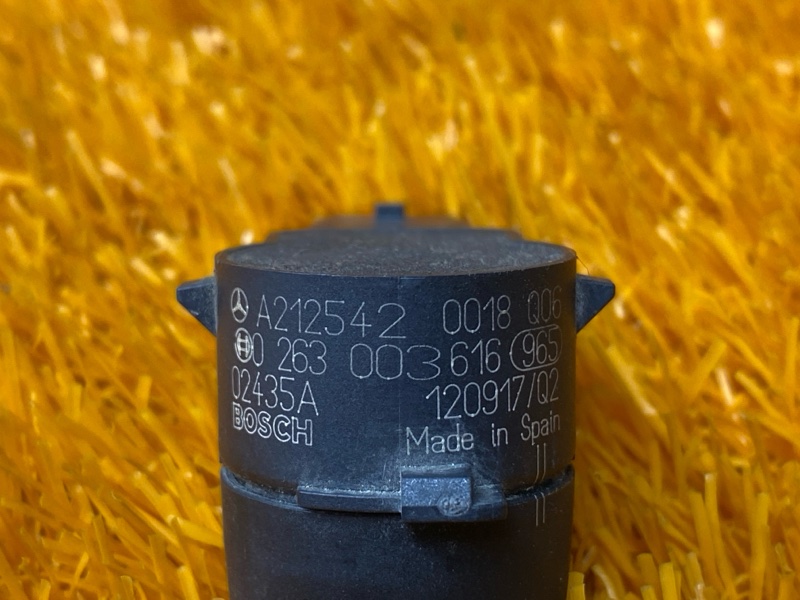 A212542 0018 Q06
0 263 003 616 965
02435A 120917/Q2
BOSCH Made in Spain